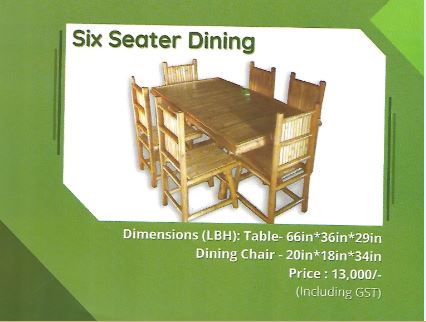 Six Seater Dining
Dimensions (LBH): Table- 66in*36in*29in
Dining Chair - 20in*18in*34in
Price : 13,000/-
(Including GST)